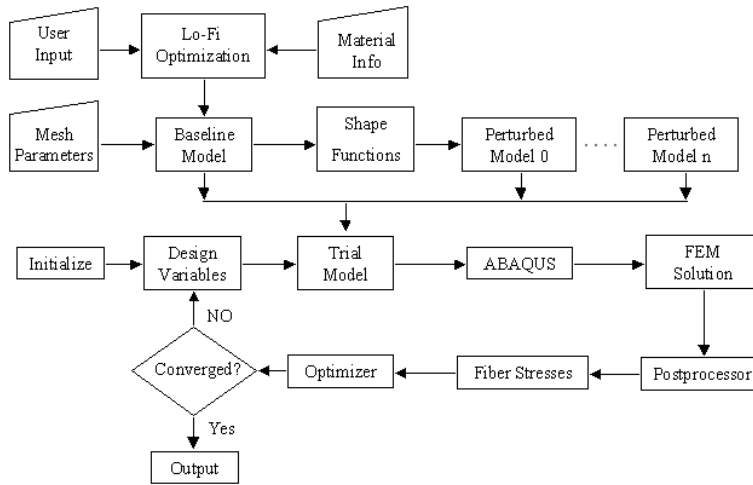 User
Input
Lo-Fi
Optimization
Material
Info
Mesh
Parameters
Baseline
Model
Shape
Functions
Perturbed
Model 0
Perturbed
Model n
Initialize
Design
Variables
Trial
Model
ABAQUS
FEM
Solution
NO
Converged?
Optimizer
Fiber Stresses
Postprocessor
Yes
Output